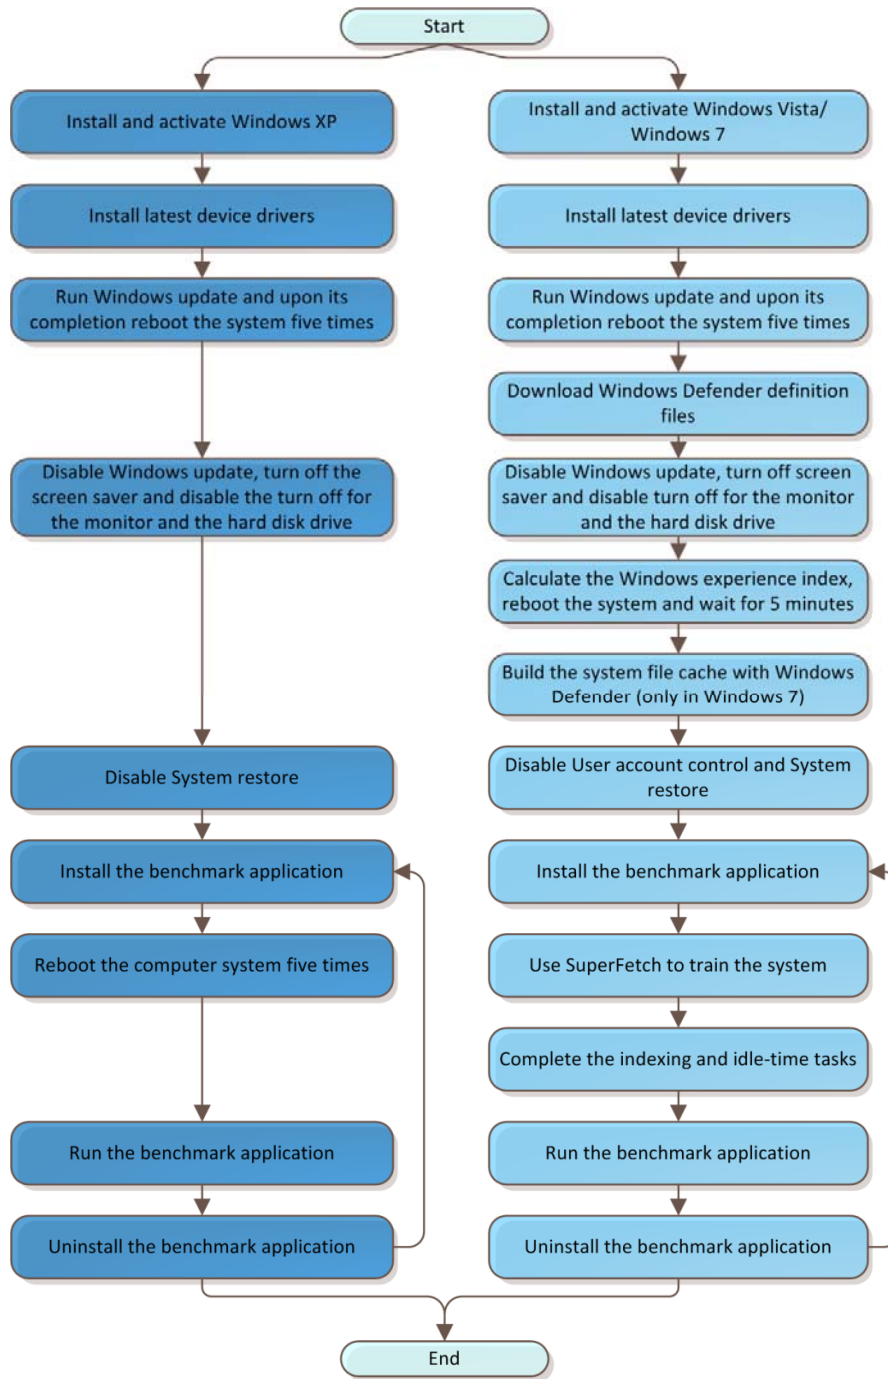 Start
Install and activate Windows XP
Install latest device drivers
Run Windows update and upon its
completion reboot the system five times
Disable Windows update, turn off the
screen saver and disable the turn off for
the monitor and the hard disk drive
Disable System restore
Install the benchmark application
Reboot the computer system five times
Run the benchmark application
Uninstall the benchmark application
Install and activate Windows Vista/
Windows 7
Install latest device drivers
Run Windows update and upon its
completion reboot the system five times
Download Windows Defender definition
files
Disable Windows update, turn off screen
saver and disable turn off for the monitor
and the hard disk drive
Calculate the Windows experience index,
reboot the system and wait for 5 minutes
Build the system file cache with Windows
Defender (only in Windows 7)
Disable User account control and System
restore
Install the benchmark application
Use SuperFetch to train the system
Complete the indexing and idle-time tasks
Run the benchmark application
Uninstall the benchmark application
End